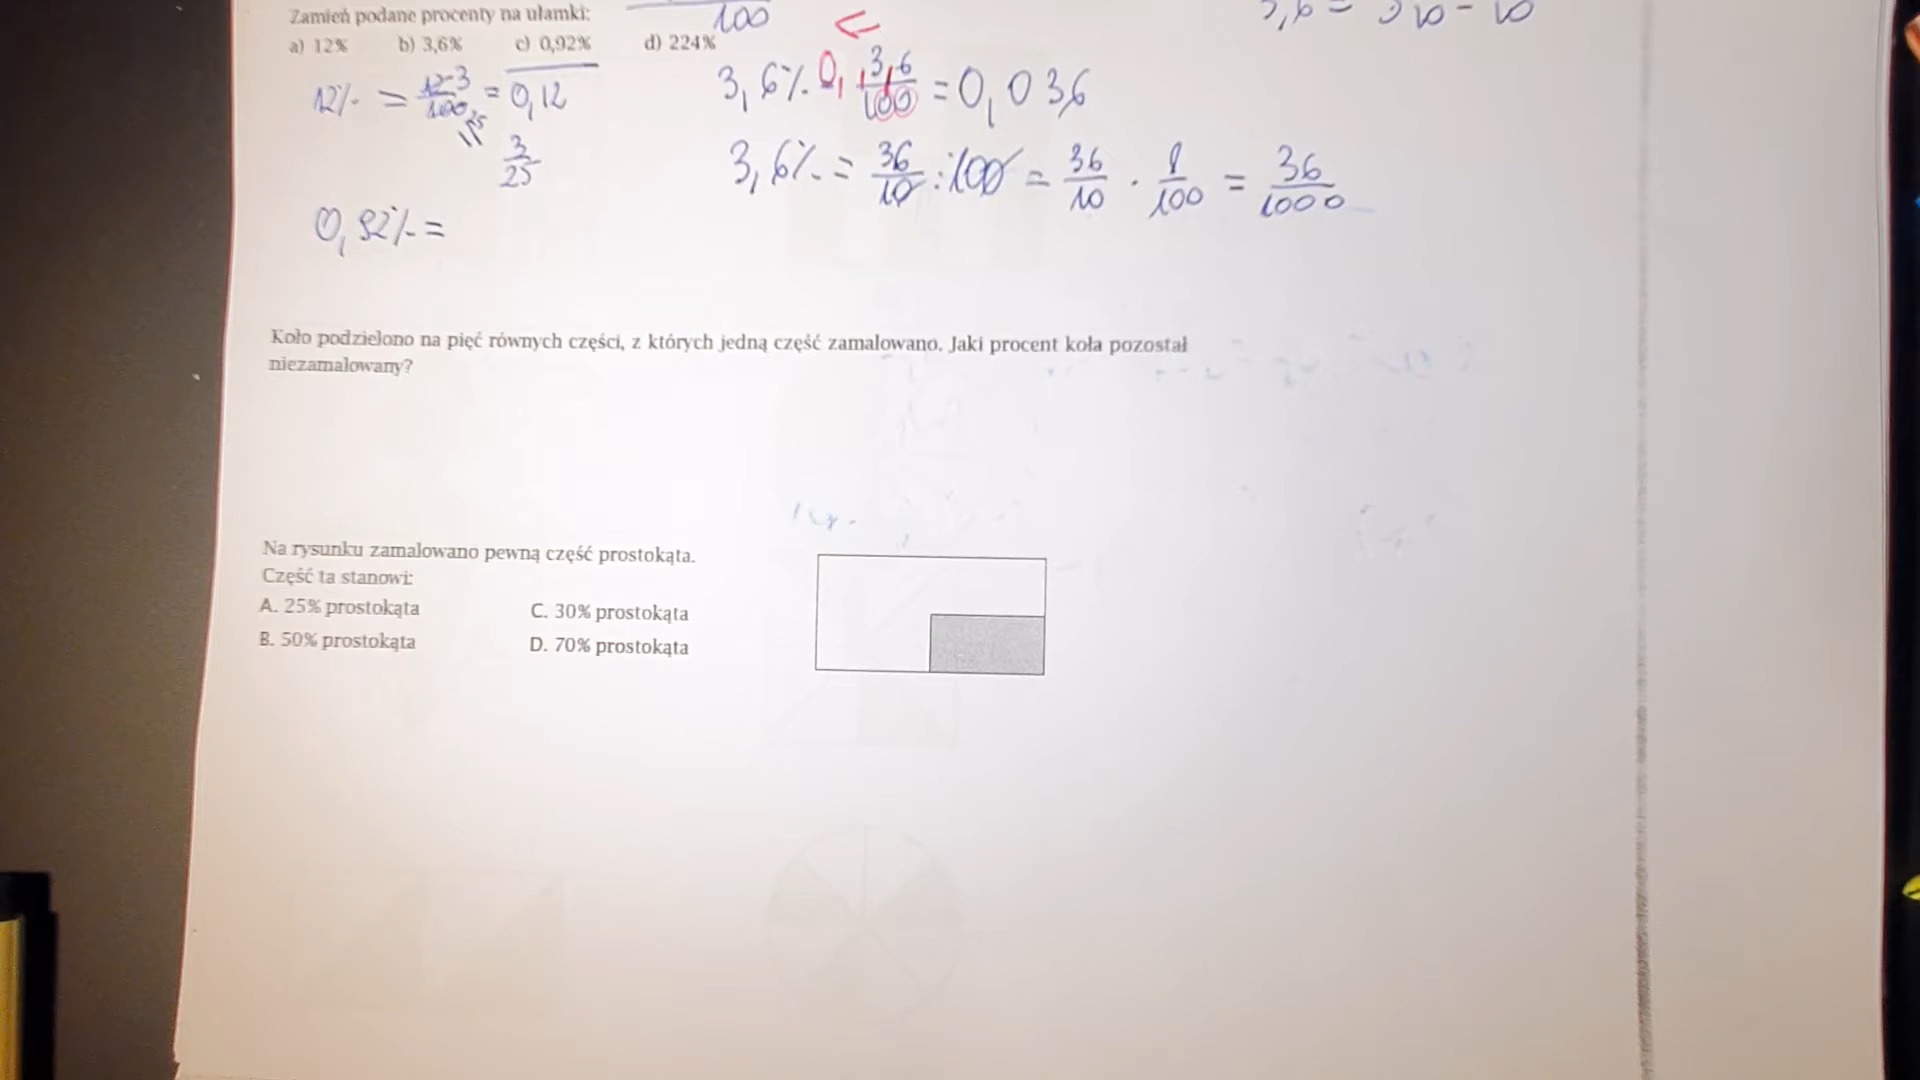 Zamień podane procenty na ułamki:
100
a) 12% b) 3,6% c) 0,92% d) 224%
12% = 12 3 / 100 25 = 0,12
3/25
3,6% 0, 3,6/100 = 0,036
3,6% = 36/10 : 100 = 36/10 · 1/100 = 36/1000
0,92% =
Koło podzielono na pięć równych części, z których jedną część zamalowano. Jaki procent koła pozostał
niezamalowany?
Na rysunku zamalowano pewną część prostokąta.
Część ta stanowi:
A. 25% prostokąta C. 30% prostokąta
B. 50% prostokąta D. 70% prostokąta